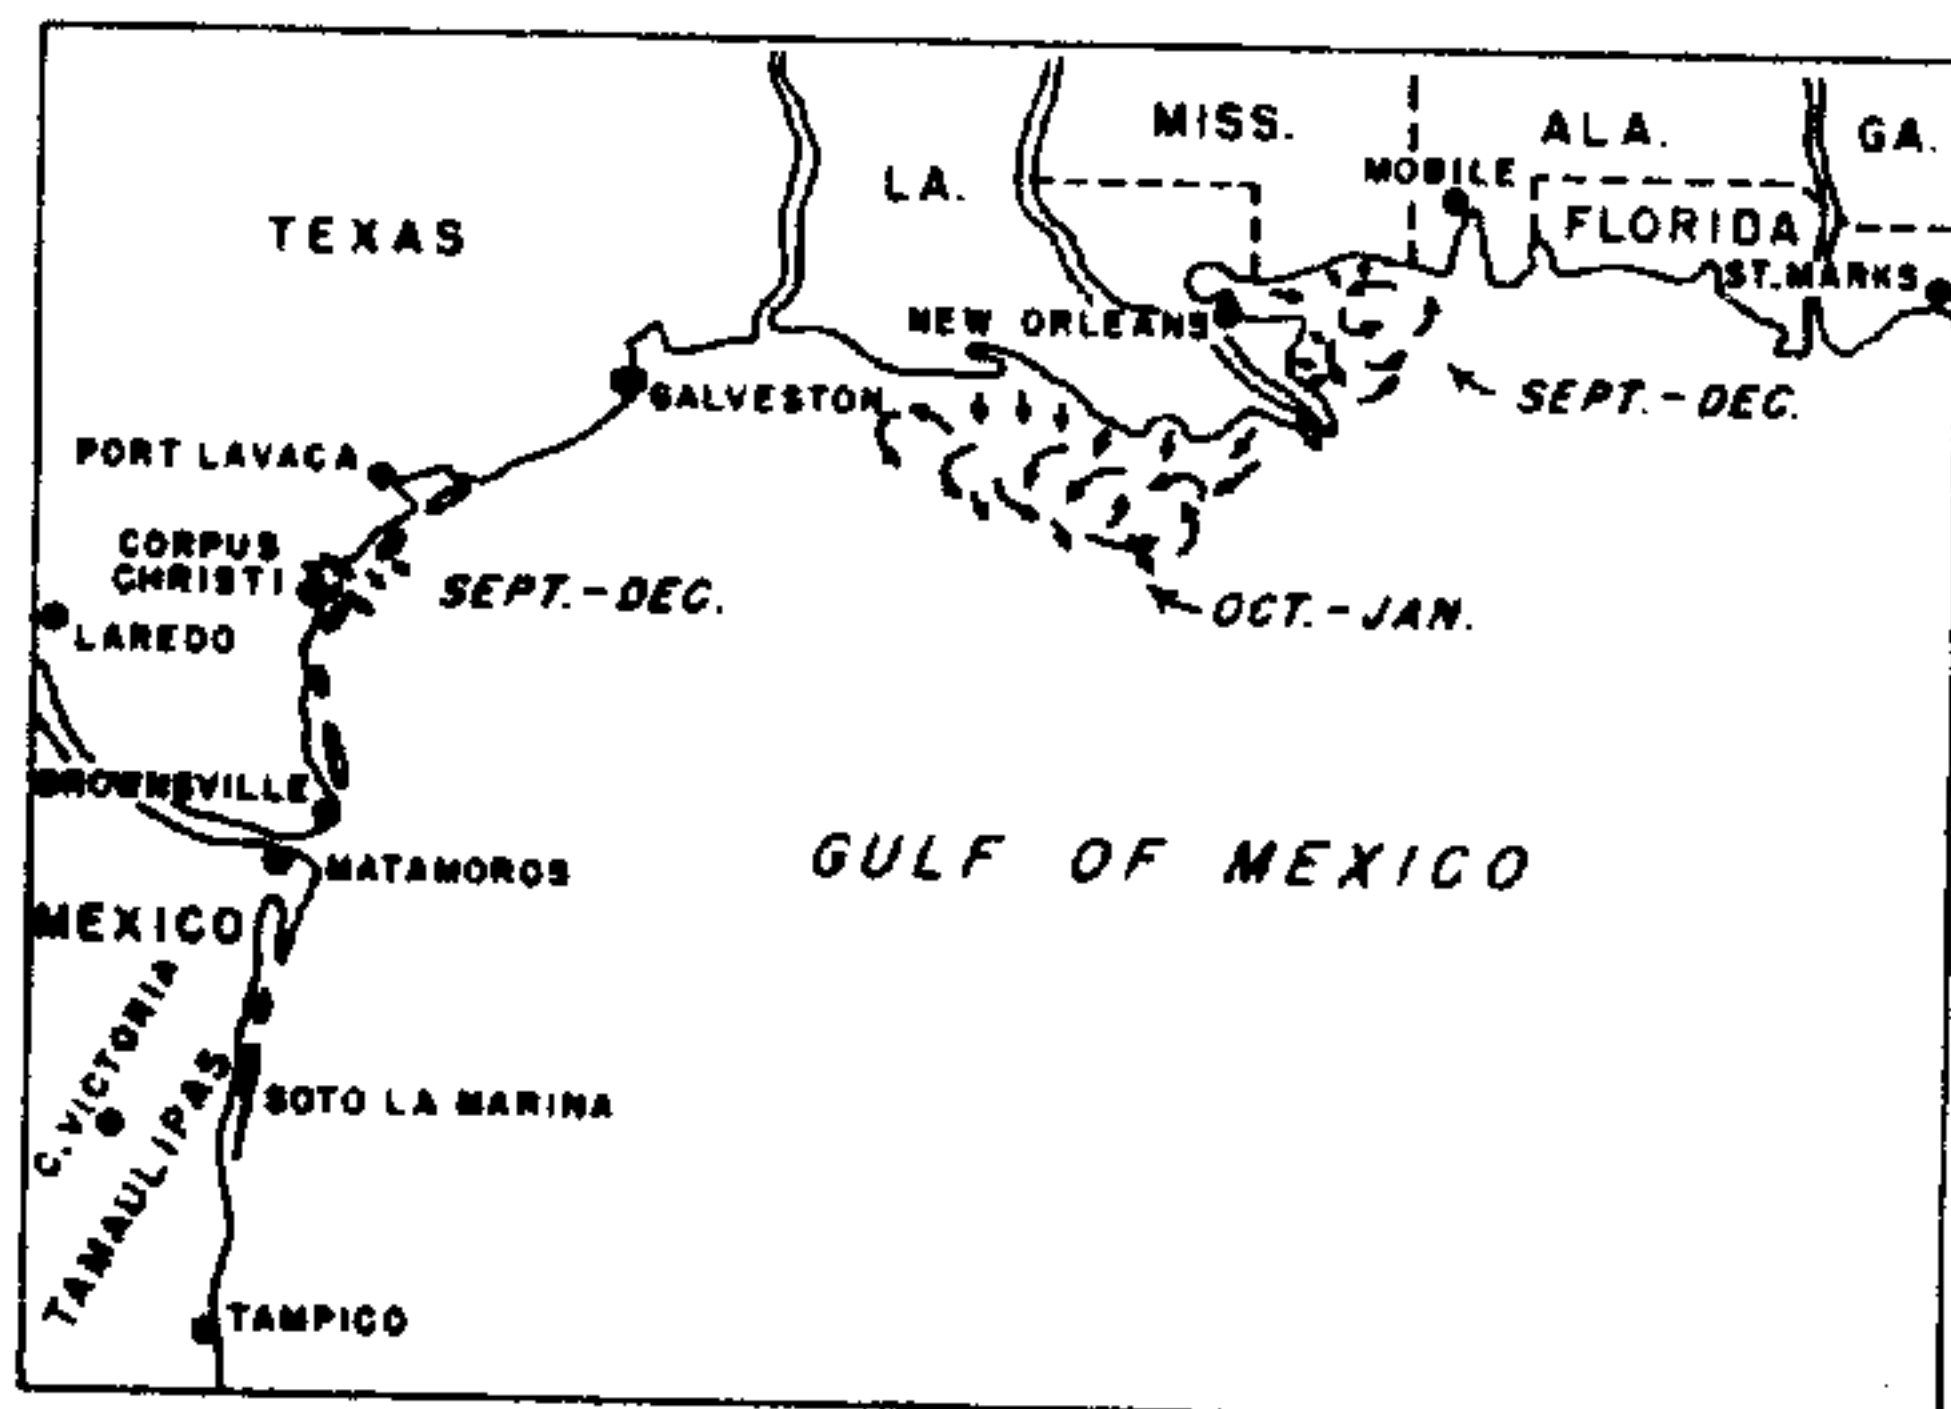 MISS.
ALA.
GA.
MOBILE
LA.
FLORIDA
TEXAS
ST. MARKS
NEW ORLEANS
GALVESTON
SEPT.-DEC.
PORT LAVACA
CORPUS
CHRISTI
SEPT.-DEC.
OCT.-JAN.
LAREDO
BROWNSVILLE
GULF OF MEXICO
MATAMOROS
MEXICO
C. VICTORIA
TAMAULIPAS
SOTO LA MARINA
TAMPICO